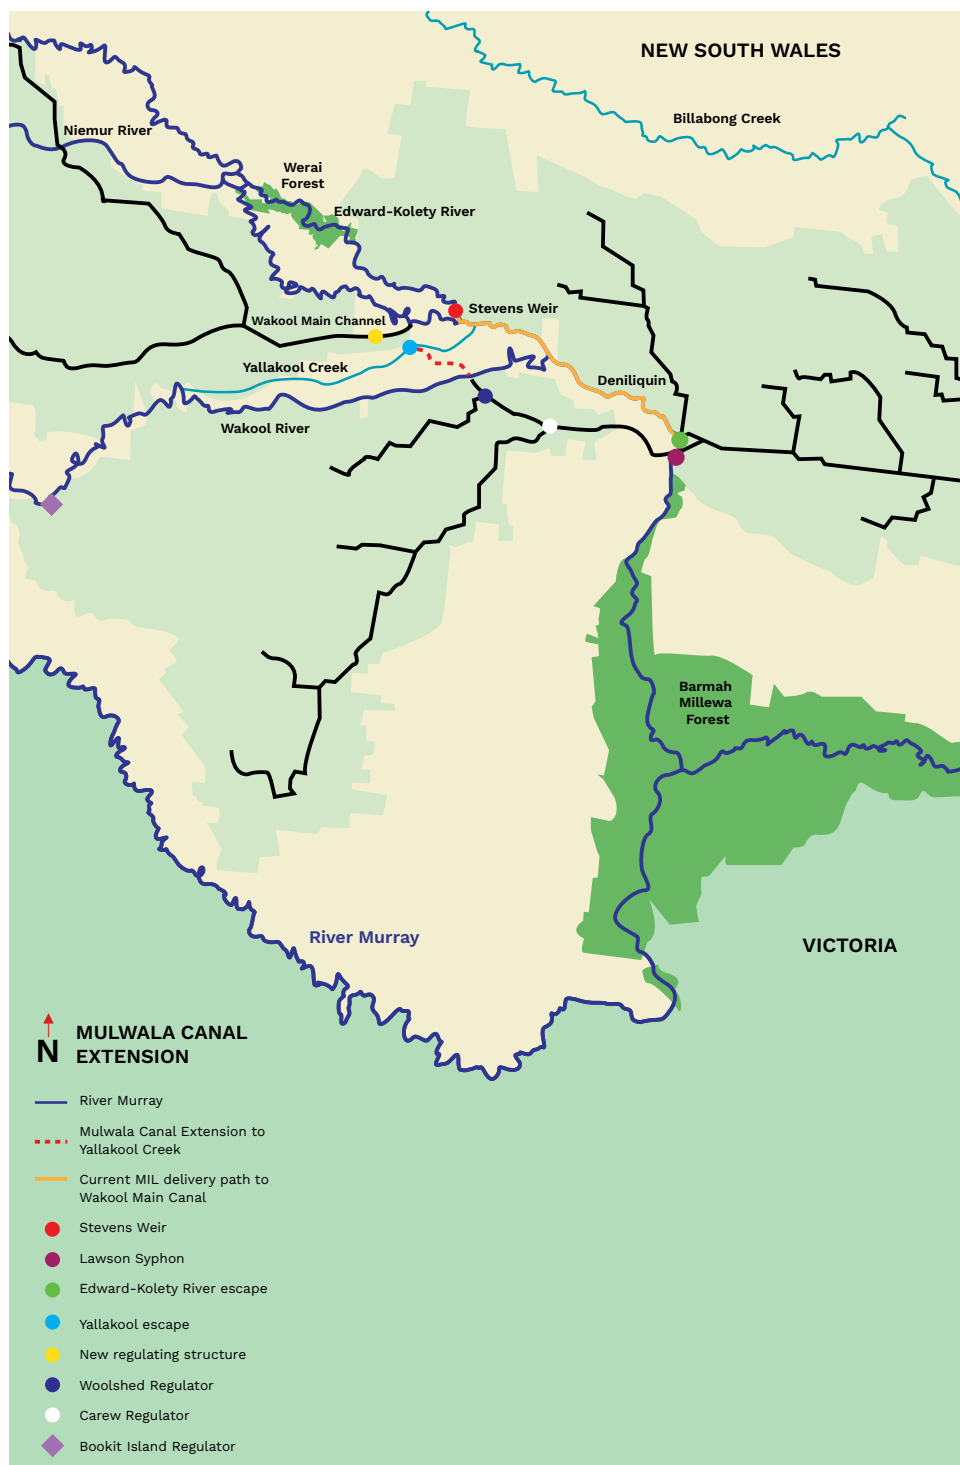 NEW SOUTH WALES
Billabong Creek
Niemur River
Werai
Forest
Edward-Kolety River
Stevens Weir
Wakool Main Channel
Yallakool Creek
Deniliquin
Wakool River
Barmah
Millewa
Forest
River Murray
VICTORIA
N
MULWALA CANAL
EXTENSION
River Murray
Mulwala Canal Extension to
Yallakool Creek
Current MIL delivery path to
Wakool Main Canal
Stevens Weir
Lawson Syphon
Edward-Kolety River escape
Yallakool escape
New regulating structure
Woolshed Regulator
Carew Regulator
Bookit Island Regulator